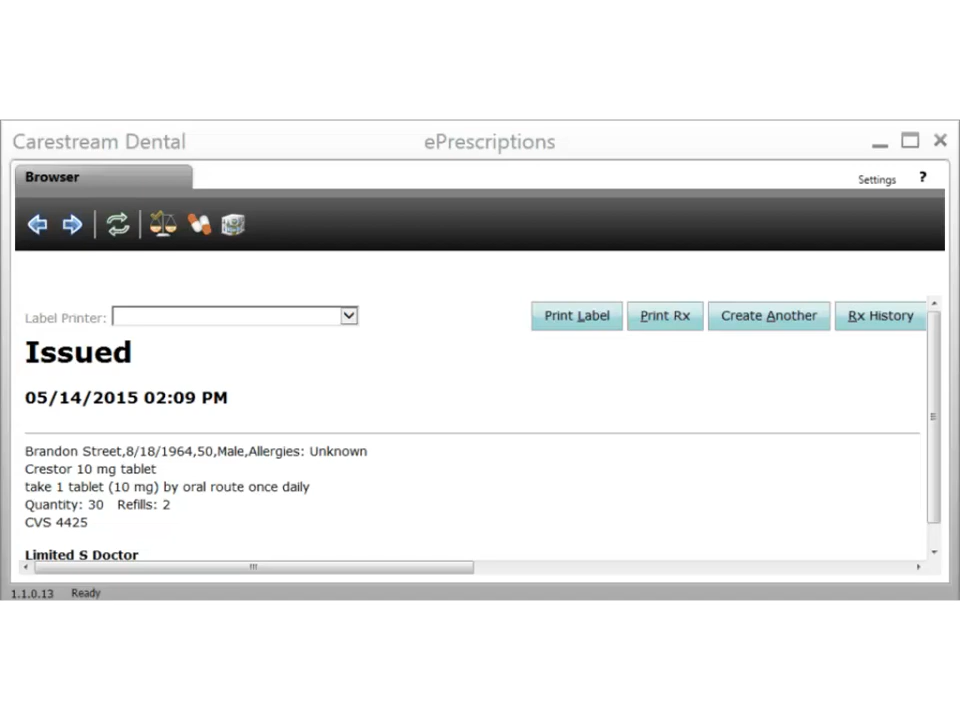 Carestream Dental ePrescriptions
Browser
Settings ?
Label Printer: Print Label Print Rx Create Another Rx History
Issued
05/14/2015 02:09 PM
Brandon Street,8/18/1964,50,Male,Allergies: Unknown
Crestor 10 mg tablet
take 1 tablet (10 mg) by oral route once daily
Quantity: 30 Refills: 2
CVS 4425
Limited S Doctor
1.1.0.13 Ready